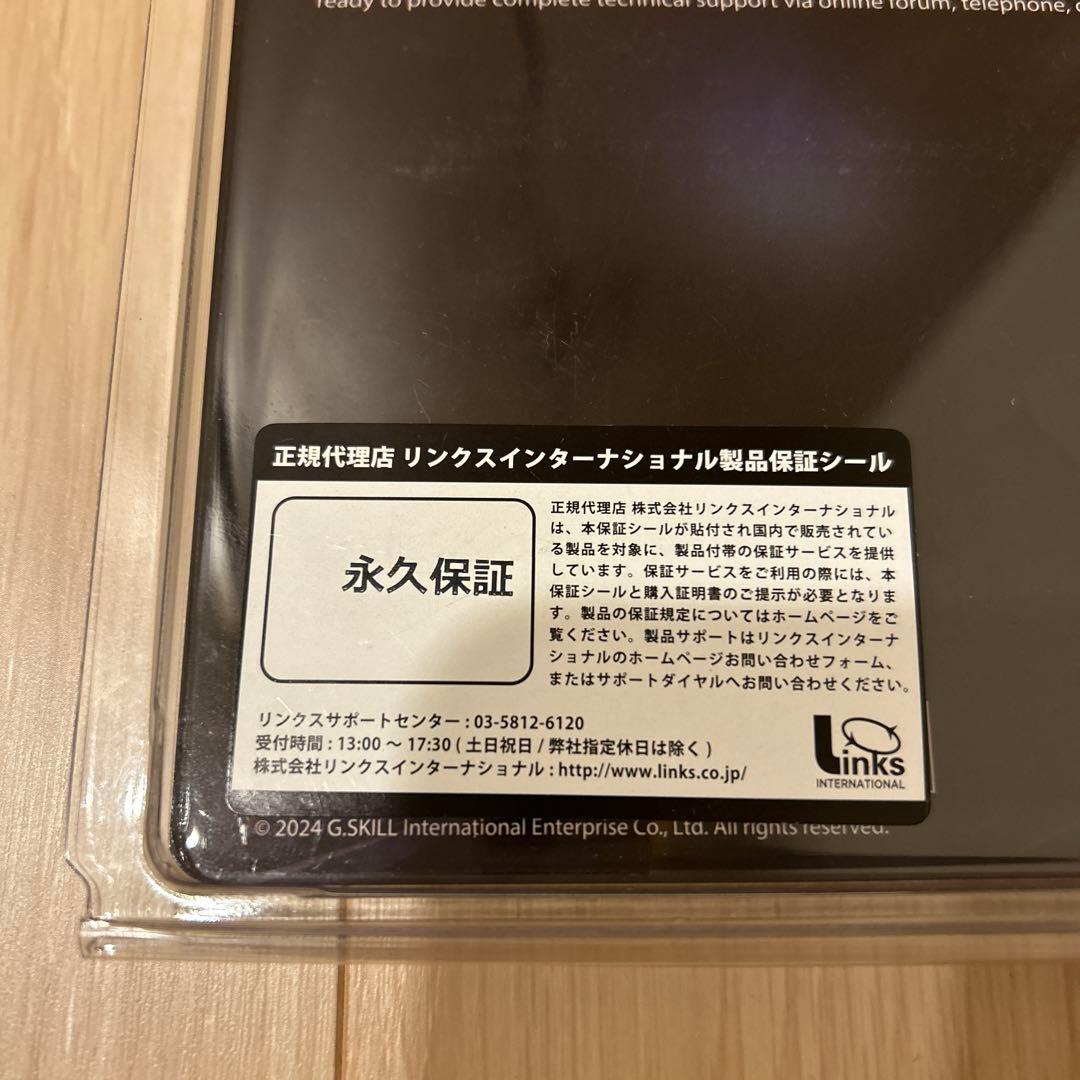 ready to provide complete technical support via online forum, telephone,
正規代理店 リンクスインターナショナル製品保証シール
永久保証
正規代理店 株式会社リンクスインターナショナル
は、本保証シールが貼付され国内で販売されてい
る製品を対象に、製品付帯の保証サービスを提供
しています。保証サービスをご利用の際には、本
保証シールと購入証明書のご提示が必要となりま
す。製品の保証規定についてはホームページをご
覧ください。製品サポートはリンクスインターナ
ショナルのホームページお問い合わせフォーム、
またはサポートダイヤルへお問い合わせください。
リンクスサポートセンター : 03-5812-6120
受付時間 : 13:00 ～ 17:30 ( 土日祝日 / 弊社指定休日は除く )
株式会社リンクスインターナショナル : http://www.links.co.jp/
Links
INTERNATIONAL
© 2024 G.SKILL International Enterprise Co., Ltd. All rights reserved.